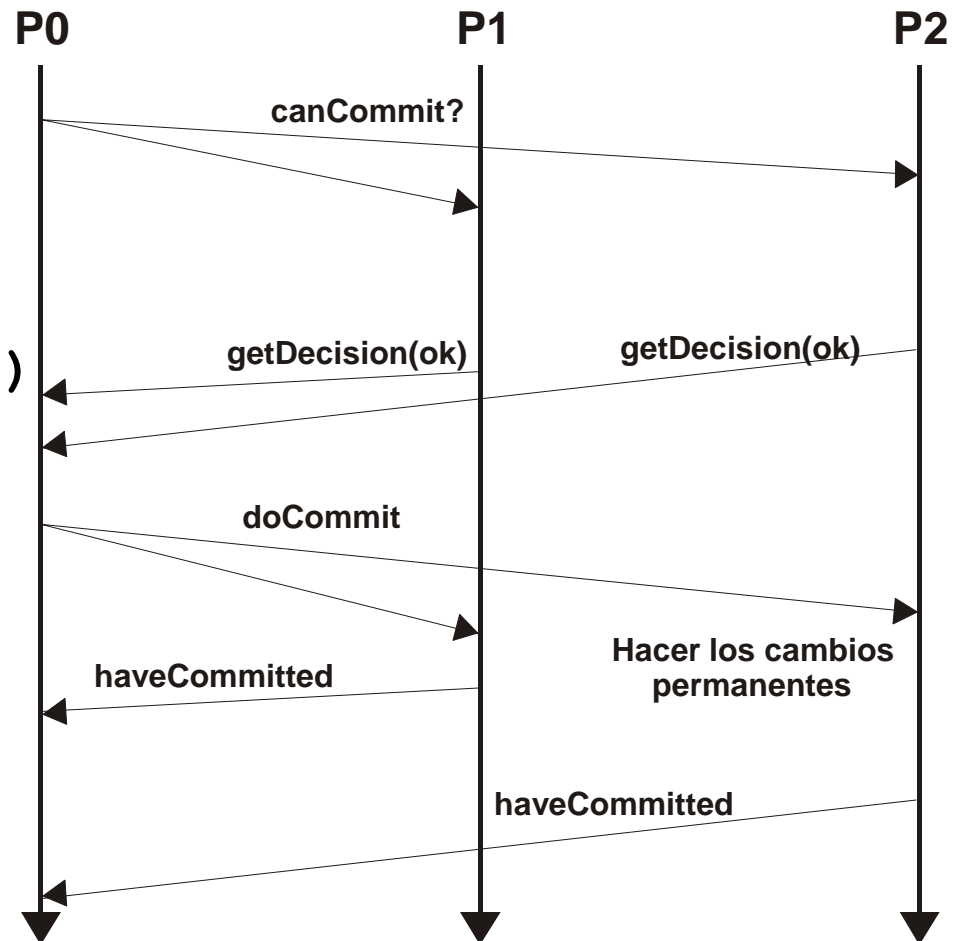 P0 P1 P2
canCommit?
getDecision(ok) getDecision(ok)
)
doCommit
Hacer los cambios
permanentes
haveCommitted
haveCommitted